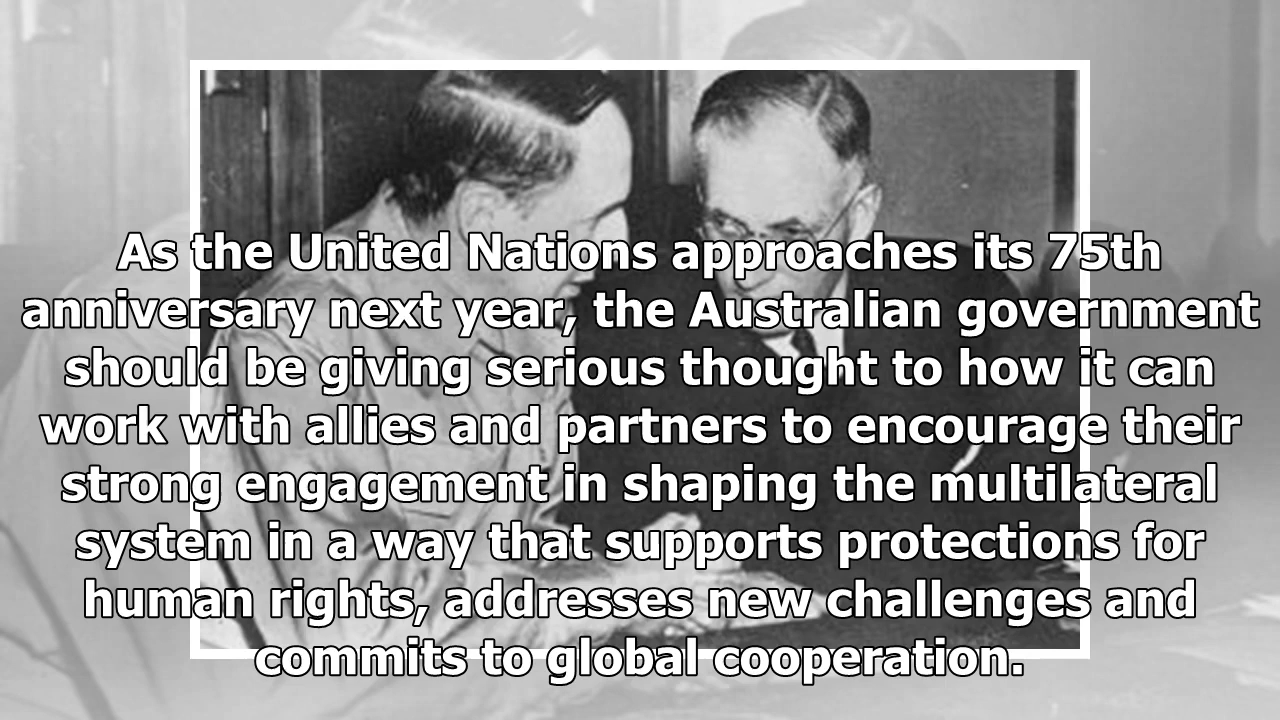 As the United Nations approaches its 75th
anniversary next year, the Australian government
should be giving serious thought to how it can
work with allies and partners to encourage their
strong engagement in shaping the multilateral
system in a way that supports protections for
human rights, addresses new challenges and
commits to global cooperation.